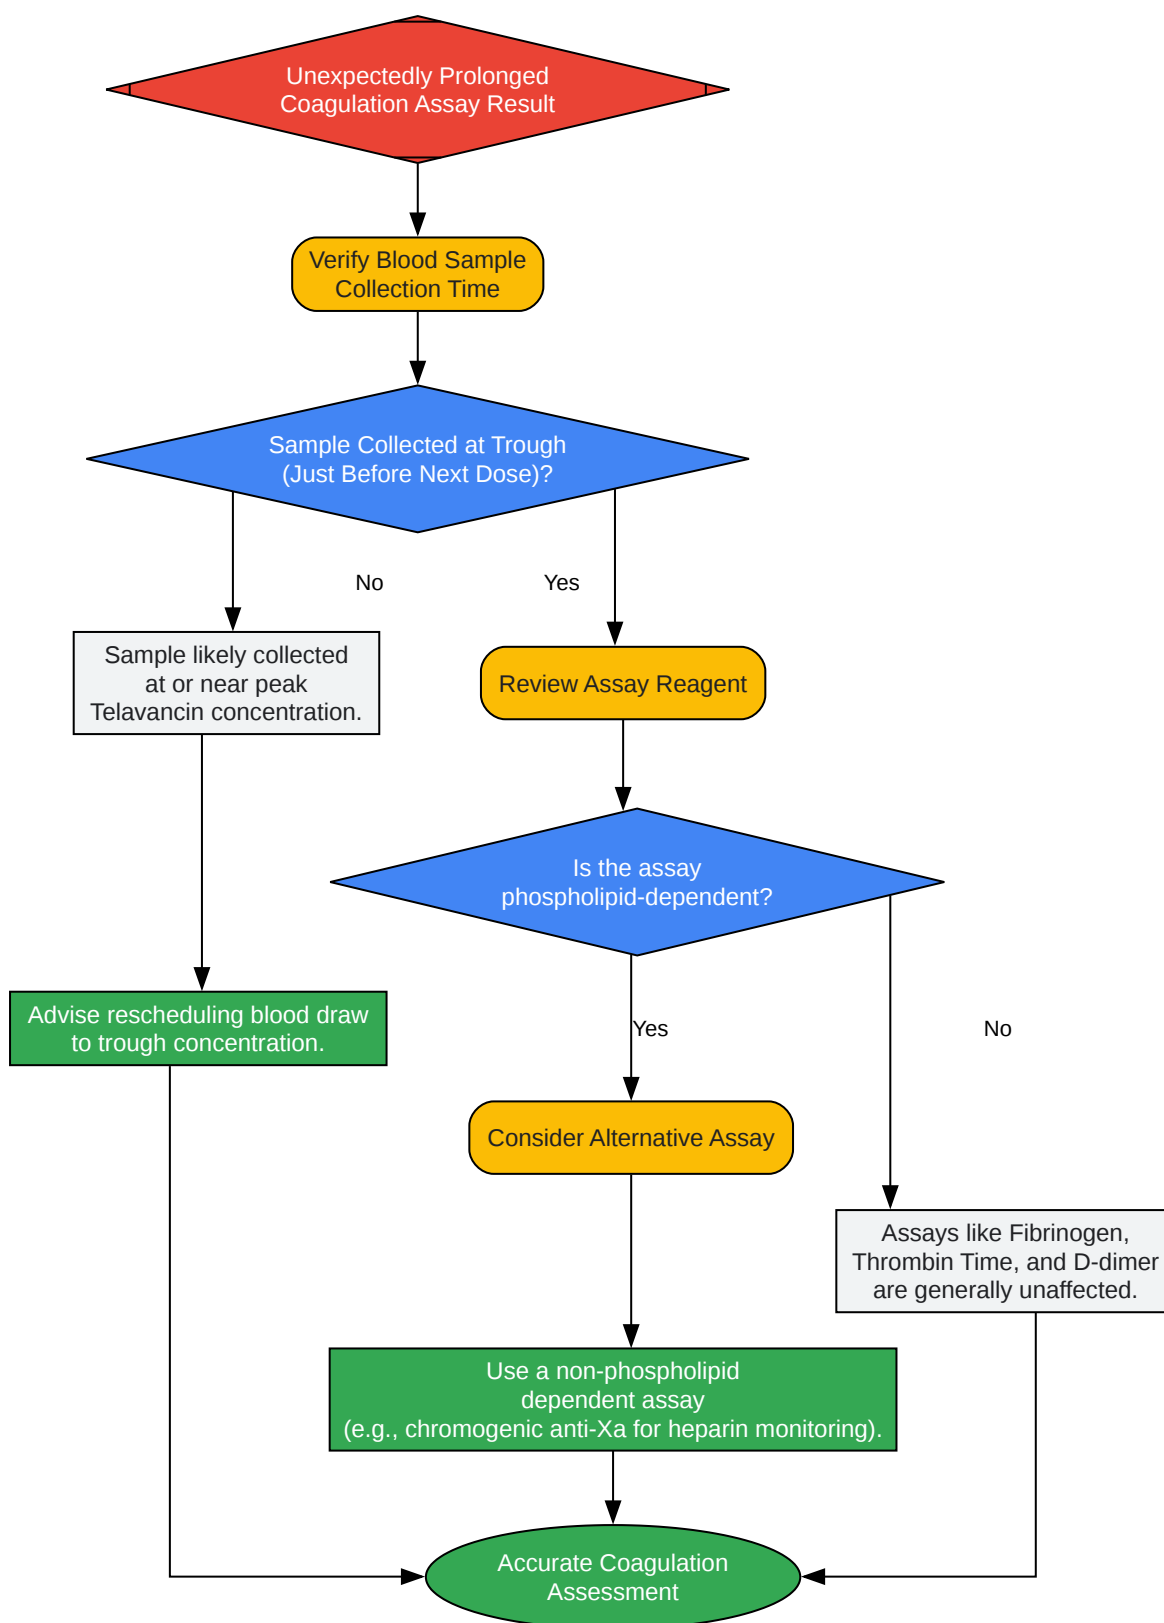 Unexpectedly Prolonged
Coagulation Assay Result
Verify Blood Sample
Collection Time
Sample Collected at Trough
(Just Before Next Dose)?
No
Yes
Sample likely collected
at or near peak
Telavancin concentration.
Review Assay Reagent
Is the assay
phospholipid-dependent?
Advise rescheduling blood draw
to trough concentration.
Yes
No
Consider Alternative Assay
Assays like Fibrinogen,
Thrombin Time, and D-dimer
are generally unaffected.
Use a non-phospholipid
dependent assay
(e.g., chromogenic anti-Xa for heparin monitoring).
Accurate Coagulation
Assessment